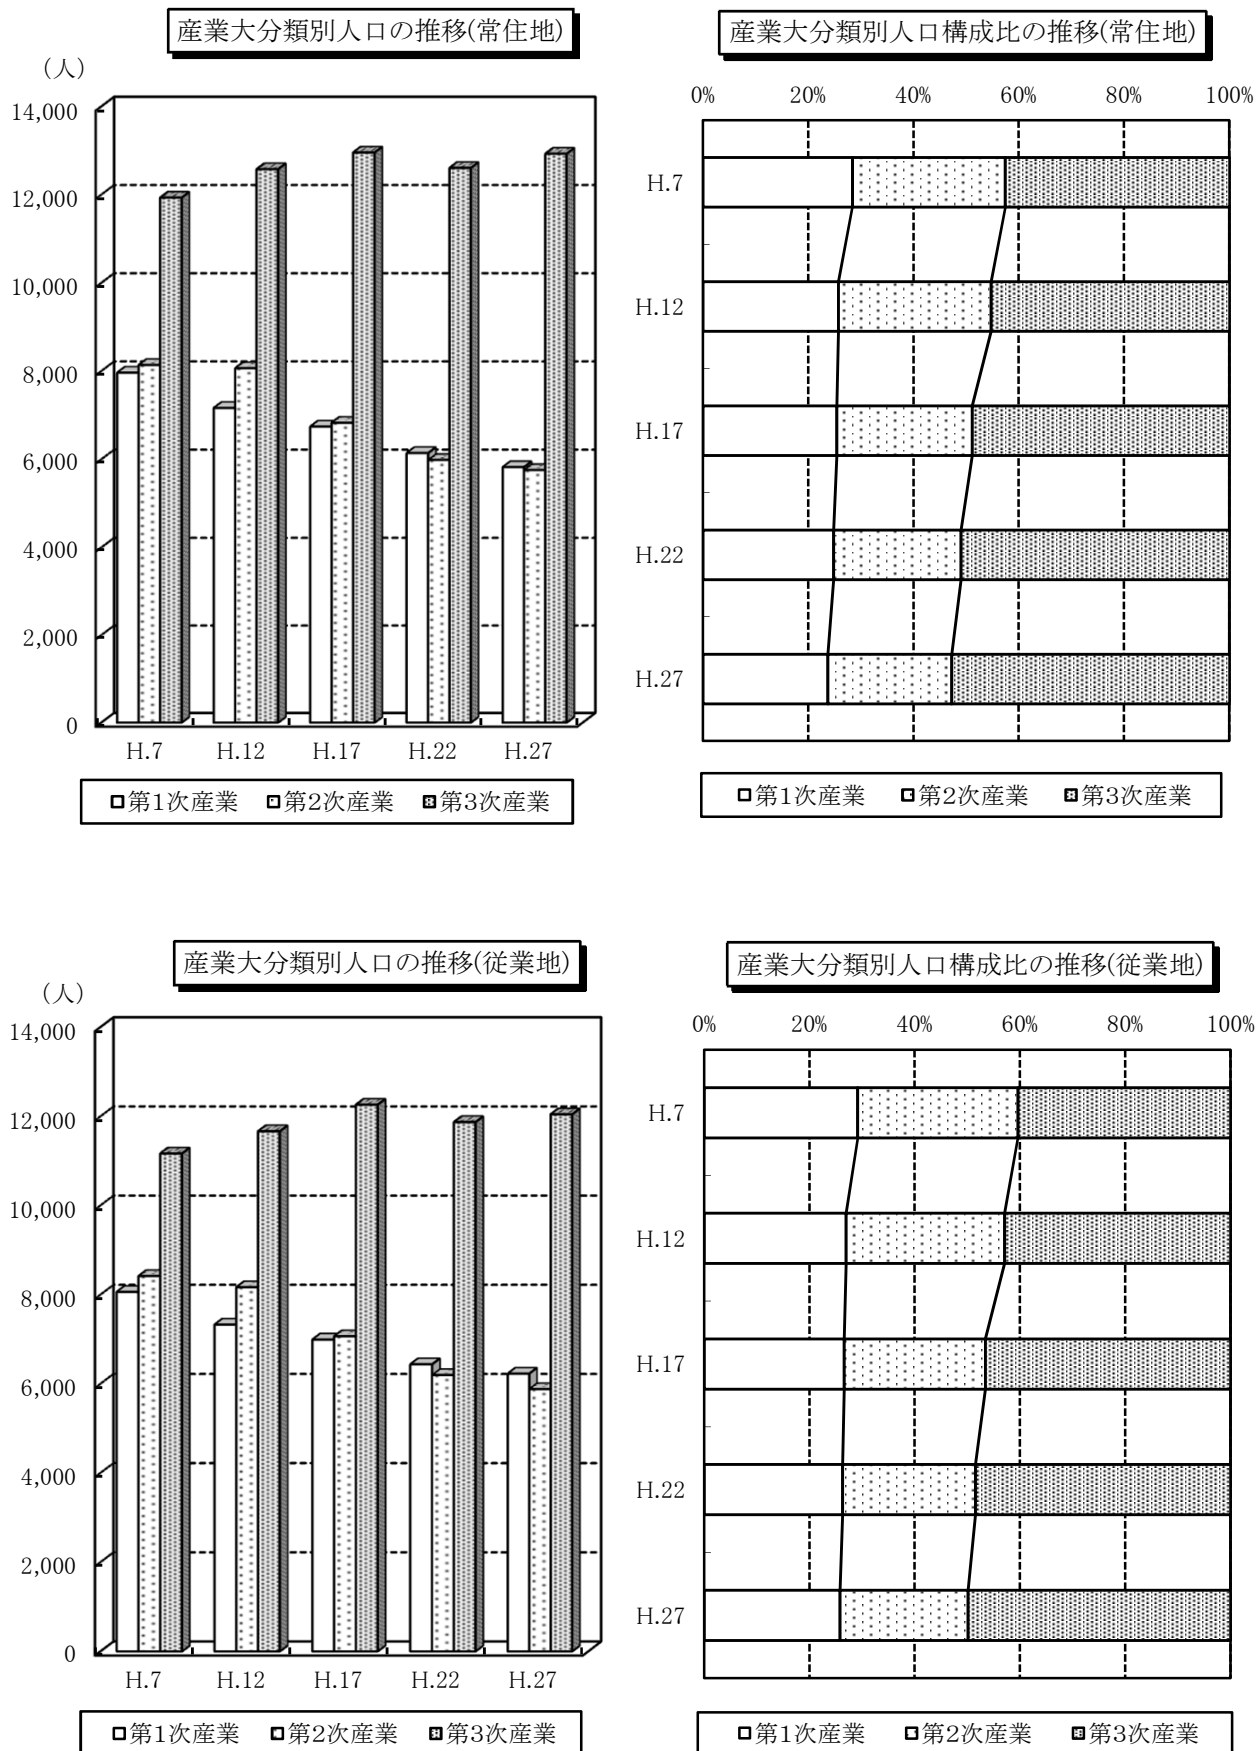 産業大分類別人口の推移(常住地)
（人）
14,000
12,000
10,000
8,000
6,000
4,000
2,000
0
H.7 H.12 H.17 H.22 H.27
第1次産業 第2次産業 第3次産業
産業大分類別人口構成比の推移(常住地)
0% 20% 40% 60% 80% 100%
H.7
H.12
H.17
H.22
H.27
第1次産業 第2次産業 第3次産業
産業大分類別人口の推移(従業地)
（人）
14,000
12,000
10,000
8,000
6,000
4,000
2,000
0
H.7 H.12 H.17 H.22 H.27
第1次産業 第2次産業 第3次産業
産業大分類別人口構成比の推移(従業地)
0% 20% 40% 60% 80% 100%
H.7
H.12
H.17
H.22
H.27
第1次産業 第2次産業 第3次産業